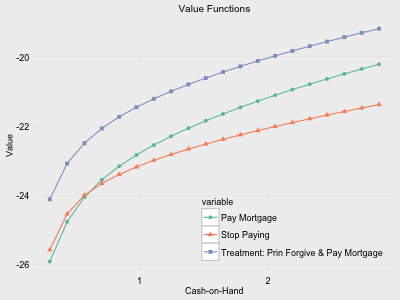 Value Functions
-20
-22
-24
-26
Value
variable
Pay Mortgage
Stop Paying
Treatment: Prin Forgive & Pay Mortgage
1
2
Cash-on-Hand